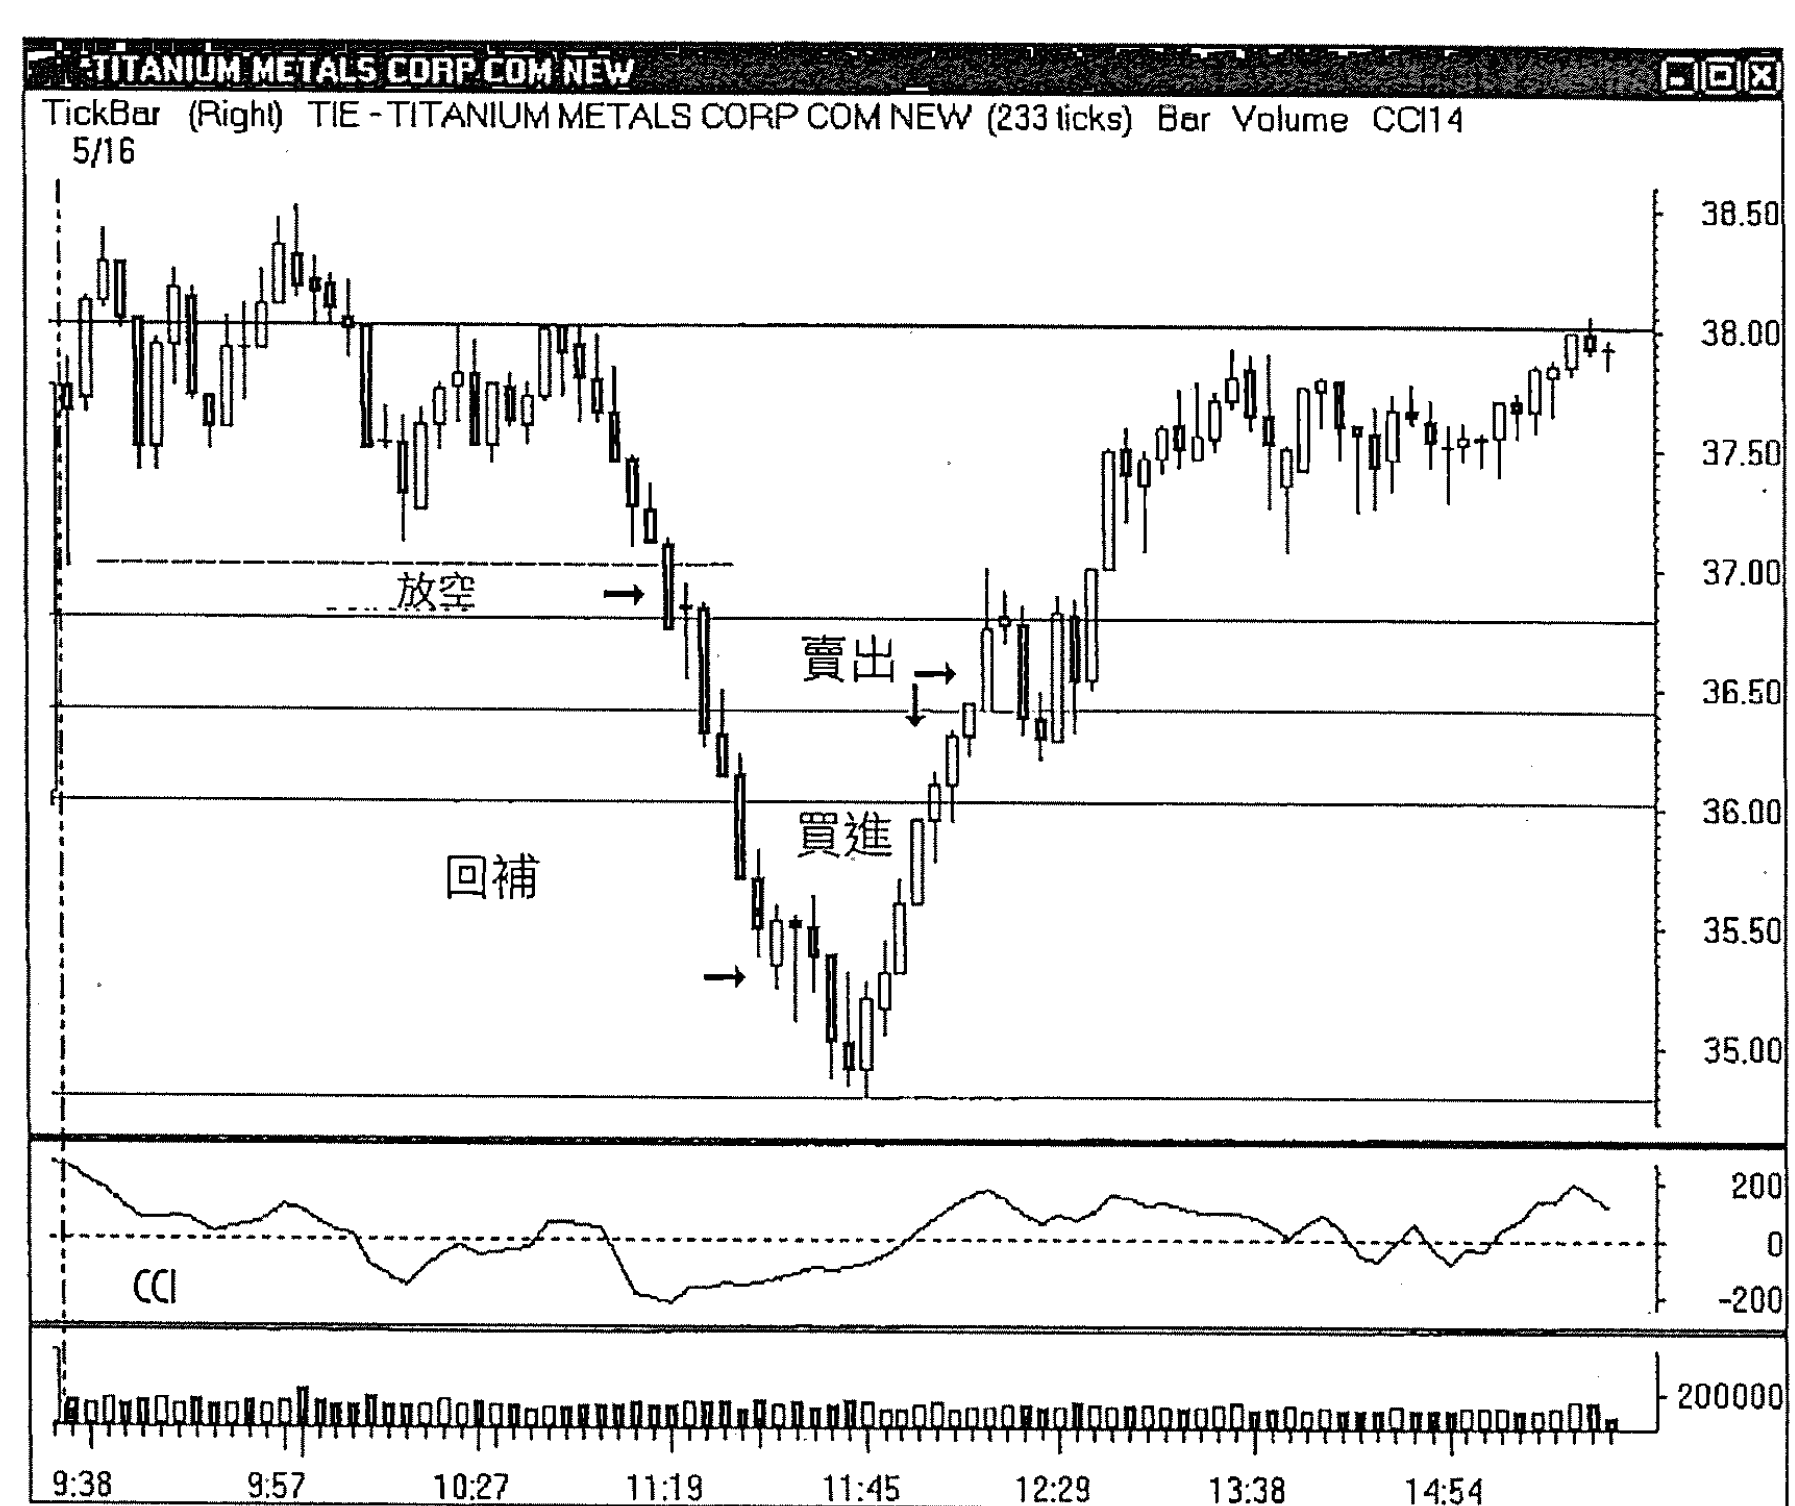 TITANIUM METALS CORP COM NEW
TickBar (Right) TIE - TITANIUM METALS CORP COM NEW (233 ticks) Bar Volume CCI14
5/16
38.50
38.00
37.50
37.00
放空
賣出
36.50
36.00
買進
回補
35.50
35.00
200
0
CCI
-200
200000
9:38 9:57 10:27 11:19 11:45 12:29 13:38 14:54